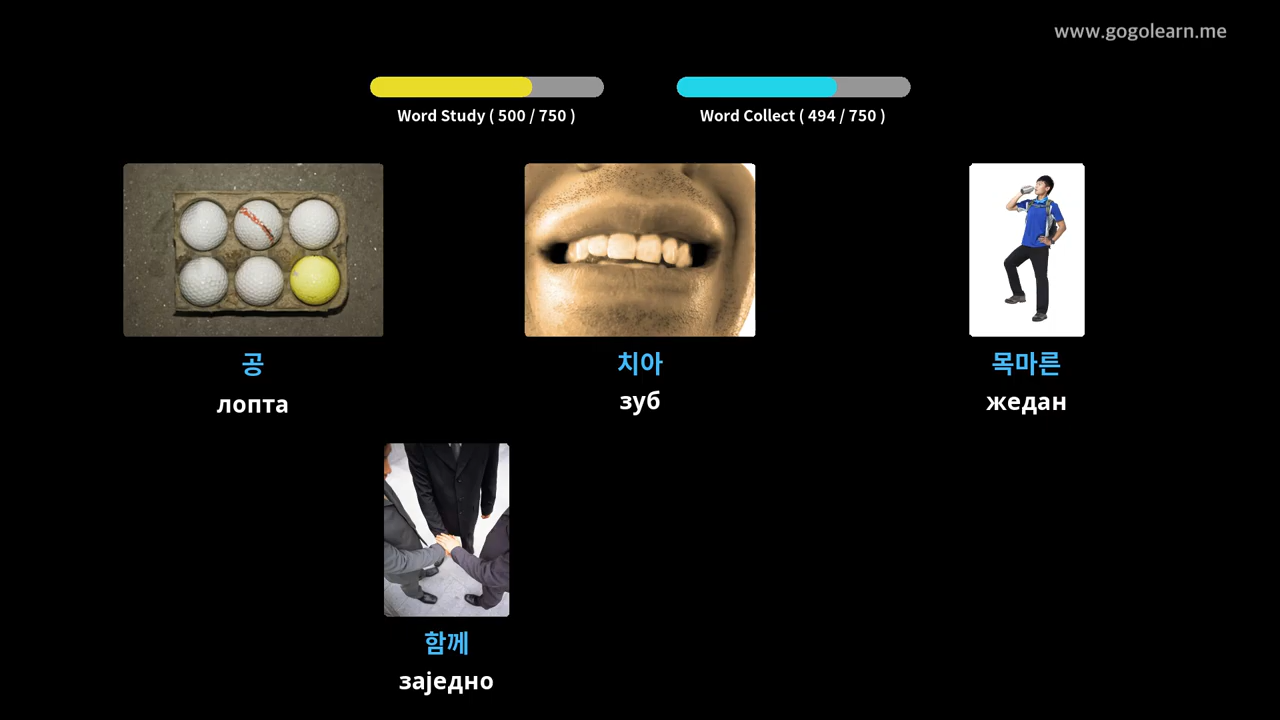 www.gogolearn.me
Word Study ( 500 / 750 )
Word Collect ( 494 / 750 )
공
лопта
치아
зуб
목마른
жедан
함께
заједно